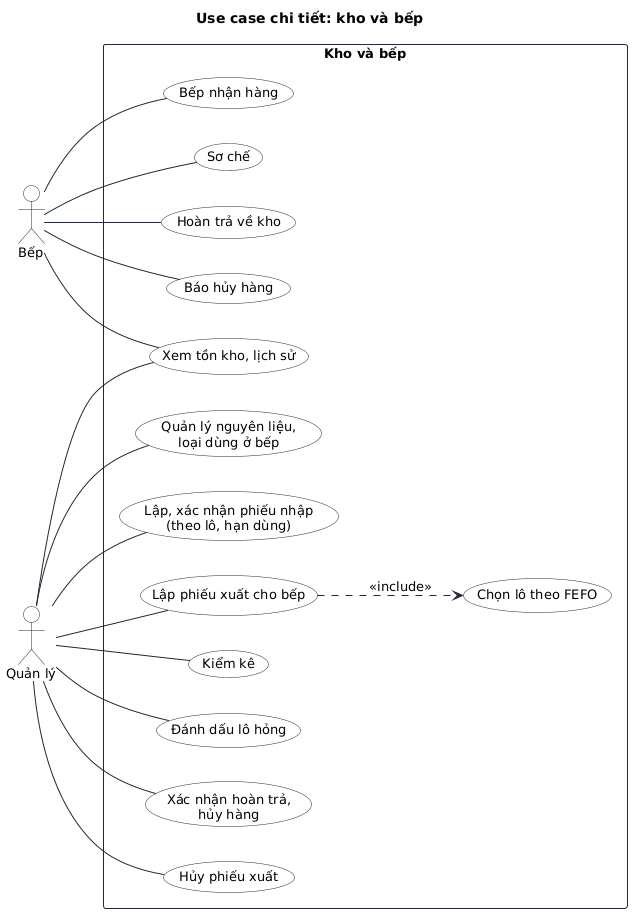 Use case chi tiết: kho và bếp
Kho và bếp
Bếp nhận hàng
Sơ chế
Hoàn trả về kho
Bếp
Báo hủy hàng
Xem tồn kho, lịch sử
Quản lý nguyên liệu,
loại dùng ở bếp
Lập, xác nhận phiếu nhập
(theo lô, hạn dùng)
Lập phiếu xuất cho bếp
«include»
Chọn lô theo FEFO
Kiểm kê
Quản lý
Đánh dấu lô hỏng
Xác nhận hoàn trả,
hủy hàng
Hủy phiếu xuất